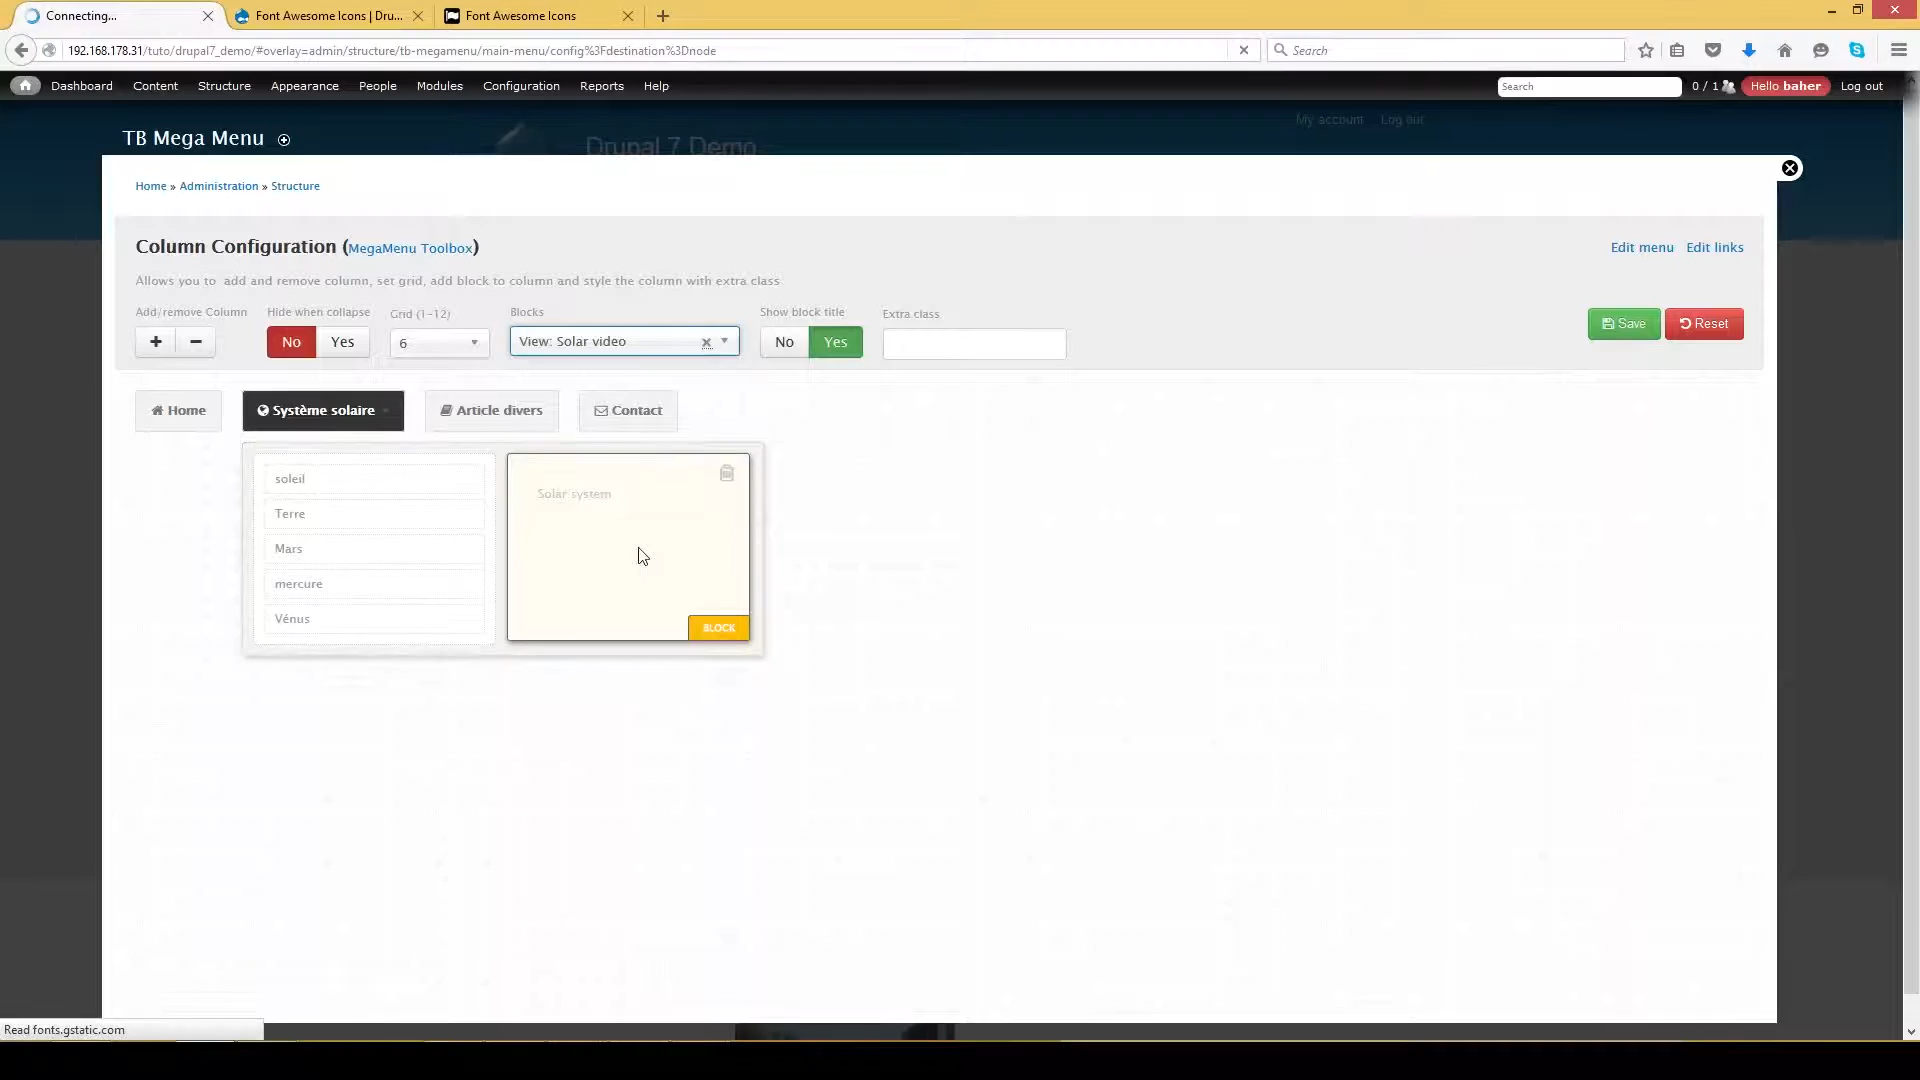 Connecting...
Font Awesome Icons | Dru...
Font Awesome Icons
192.168.178.31/tuto/drupal7_demo/#overlay=admin/structure/tb-megamenu/main-menu/config%3Fdestination%3Dnode
Search
Dashboard Content Structure Appearance People Modules Configuration Reports Help
Search
0 / 1
Hello baher
Log out
My account Log out
Drupal 7 Demo
TB Mega Menu
Home » Administration » Structure
Column Configuration (MegaMenu Toolbox)
Edit menu Edit links
Allows you to add and remove column, set grid, add block to column and style the column with extra class
Add/remove Column Hide when collapse Grid (1-12) Blocks Show block title Extra class
+ - No Yes 6 View: Solar video x No Yes
Save Reset
Home Système solaire Article divers Contact
soleil
Terre
Mars
mercure
Vénus
Solar system
BLOCK
Read fonts.gstatic.com